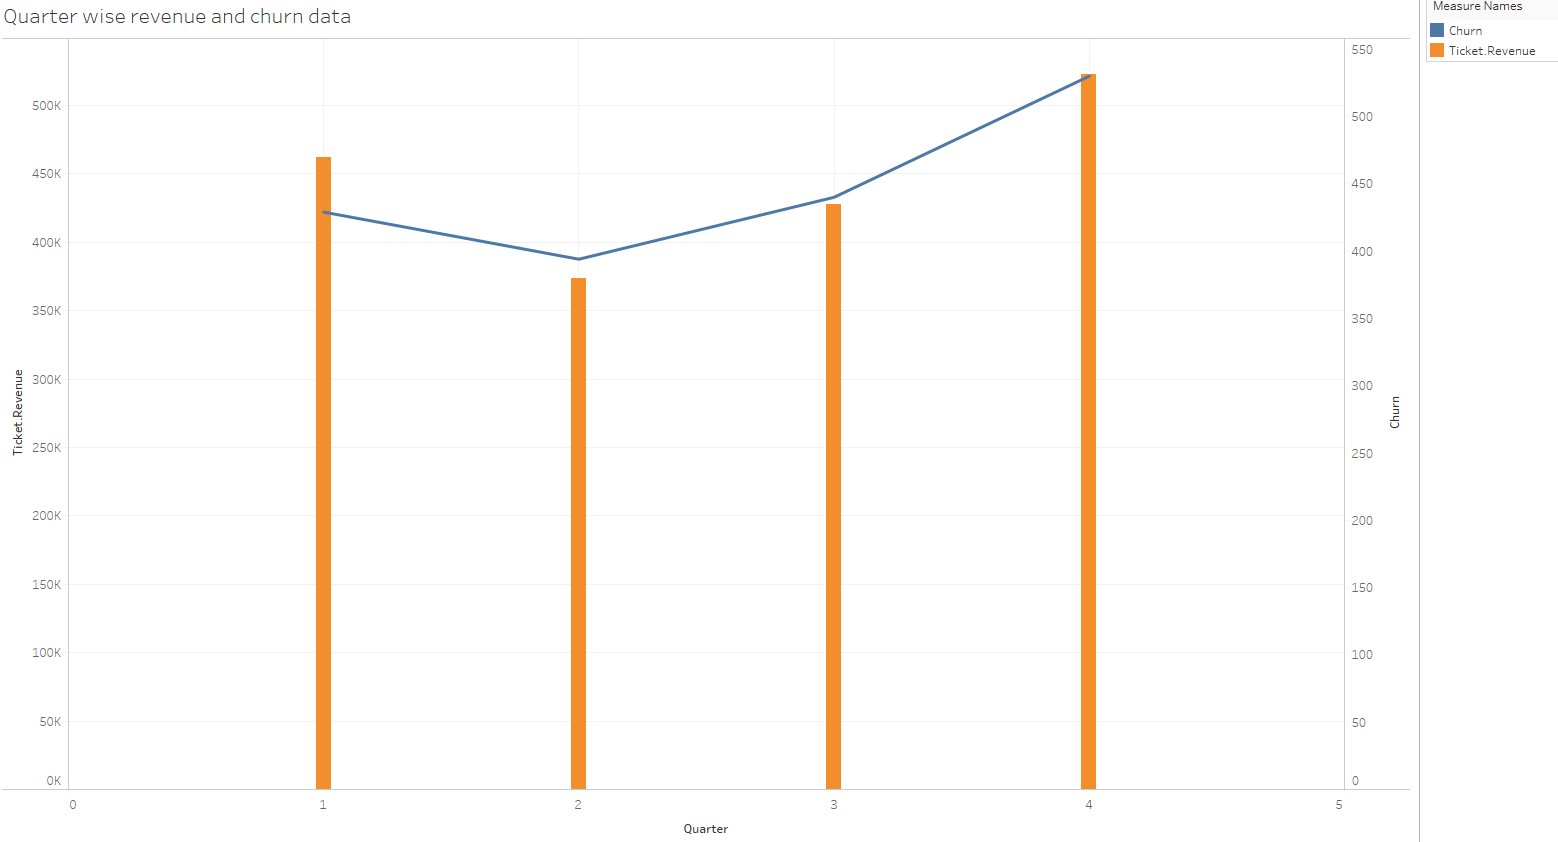 Quarter wise revenue and churn data
Measure Names
Churn
Ticket.Revenue
500K
450K
400K
350K
300K
250K
200K
150K
100K
50K
0K
Ticket.Revenue
550
500
450
400
350
300
250
200
150
100
50
0
Churn
0 1 2 3 4 5
Quarter